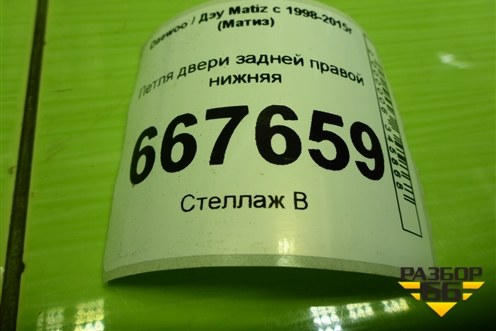 Daewoo / Дэу Matiz с 1998-2015г
(Матиз)
Петля двери задней правой
нижняя
667659
Стеллаж В
РАЗБОР
66